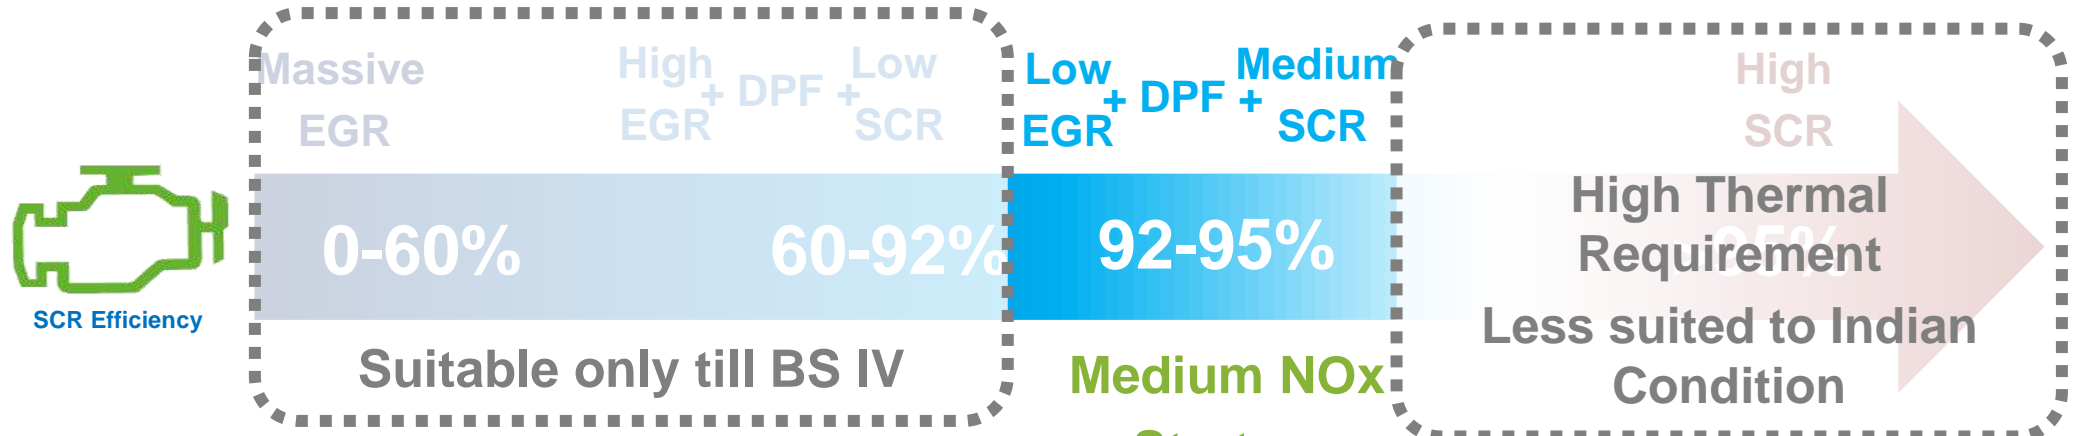 Massive
EGR
High
EGR
+ DPF +
Low
SCR
Low
EGR
+ DPF +
Medium
SCR
High
SCR
0-60%
60-92%
92-95%
95%
SCR Efficiency
Suitable only till BS IV
Medium NOx
High Thermal
Requirement
Less suited to Indian
Condition